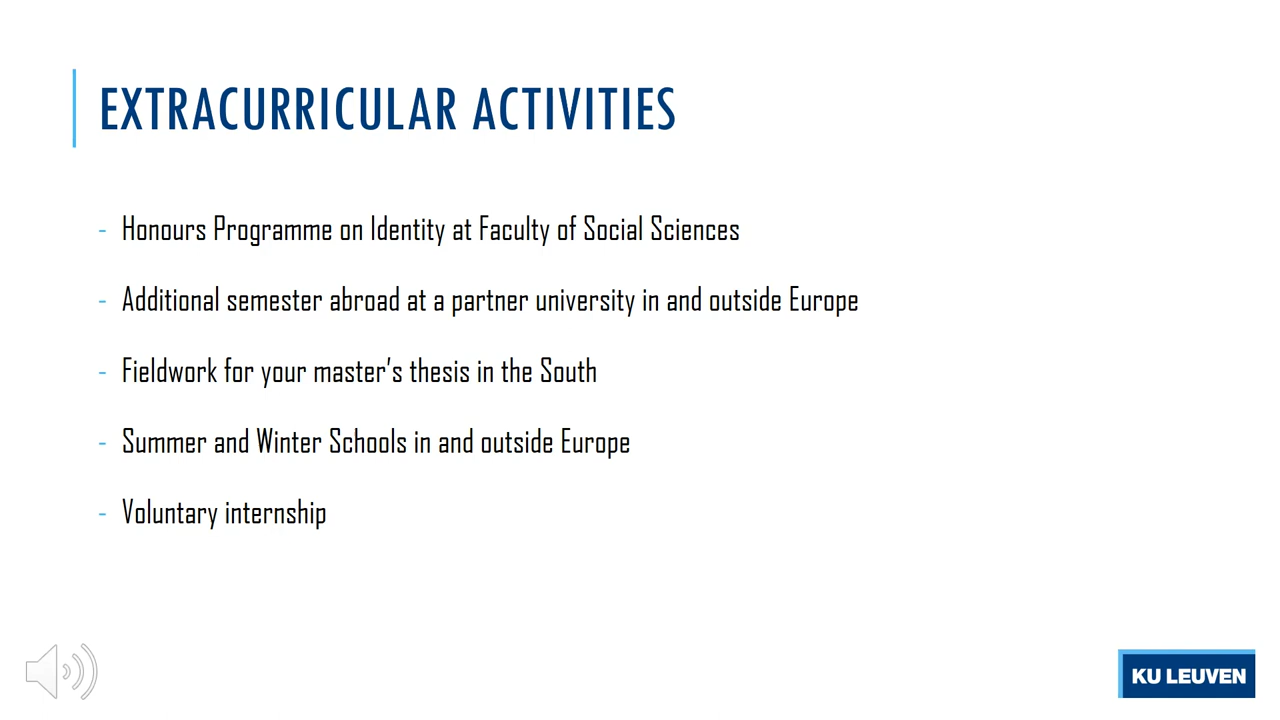 EXTRACURRICULAR ACTIVITIES
- Honours Programme on Identity at Faculty of Social Sciences
- Additional semester abroad at a partner university in and outside Europe
- Fieldwork for your master's thesis in the South
- Summer and Winter Schools in and outside Europe
- Voluntary internship
KU LEUVEN